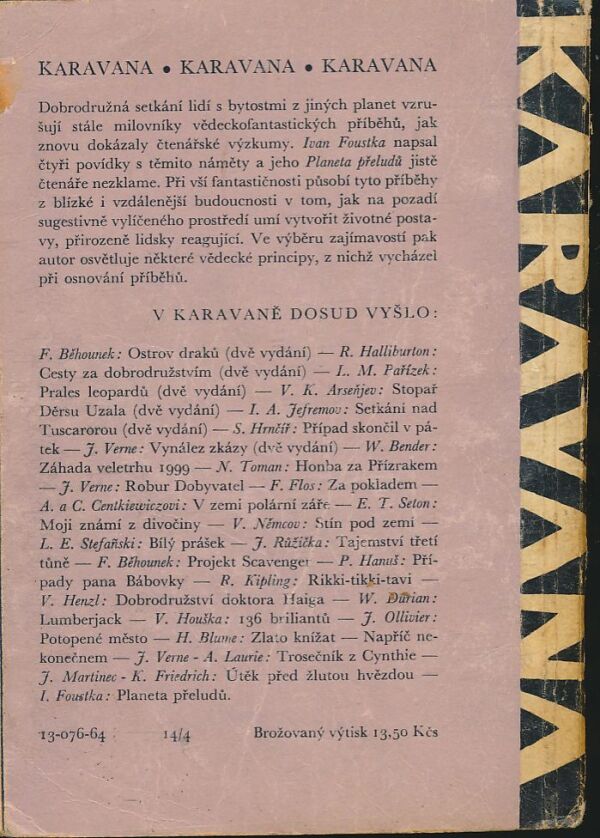 KARAVANA • KARAVANA • KARAVANA
Dobrodružná setkání lidí s bytostmi z jiných planet vzru-
šují stále milovníky vědeckofantastických příběhů, jak
znovu dokázaly čtenářské výzkumy. Ivan Foustka napsal
čtyři povídky s těmito náměty a jeho Planeta přeludů jistě
čtenáře nezklame. Při vší fantastičnosti působí tyto příběhy
z blízké i vzdálenější budoucnosti v tom, jak na pozadí
sugestivně vylíčeného prostředí umí vytvořit životné posta-
vy, přirozeně lidsky reagující. Ve výběru zajímavostí pak
autor osvětluje některé vědecké principy, z nichž vycházel
při osnování příběhů.
V KARAVANĚ DOSUD VYŠLO:
F. Běhounek: Ostrov draků (dvě vydání) — R. Halliburton:
Cesty za dobrodružstvím (dvě vydání) — L. M. Pařízek:
Prales leopardů (dvě vydání) — V. K. Arseňjev: Stopař
Děrsu Uzala (dvě vydání) — I. A. Jefremov: Setkání nad
Tuscarorou (dvě vydání) — S. Hrnčíř: Případ skončil v pá-
tek — J. Verne: Vynález zkázy (dvě vydání) — W. Bender:
Záhada veletrhu 1999 — N. Toman: Honba za Přízrakem
— J. Verne: Robur Dobyvatel — F. Flos: Za pokladem —
A. a C. Centkiewiczovi: V zemi polární záře — E. T. Seton:
Moji známí z divočiny — V. Němcov: Stín pod zemí —
L. E. Stefaňski: Bílý prášek — J. Růžička: Tajemství třetí
tůně — F. Běhounek: Projekt Scavenger — P. Hanuš: Pří-
pady pana Bábovky — R. Kipling: Rikki-tikki-tavi —
V. Henzl: Dobrodružství doktora Haiga — W. Durian:
Lumberjack — V. Houška: 136 briliantů — J. Ollivier:
Potopené město — H. Blume: Zlato knížat — Napříč ne-
konečnem — J. Verne - A. Laurie: Trosečník z Cynthie —
J. Martinec - K. Friedrich: Útěk před žlutou hvězdou —
I. Foustka: Planeta přeludů.
13-076-64 14/4 Brožovaný výtisk 13,50 Kčs
KARAVANA